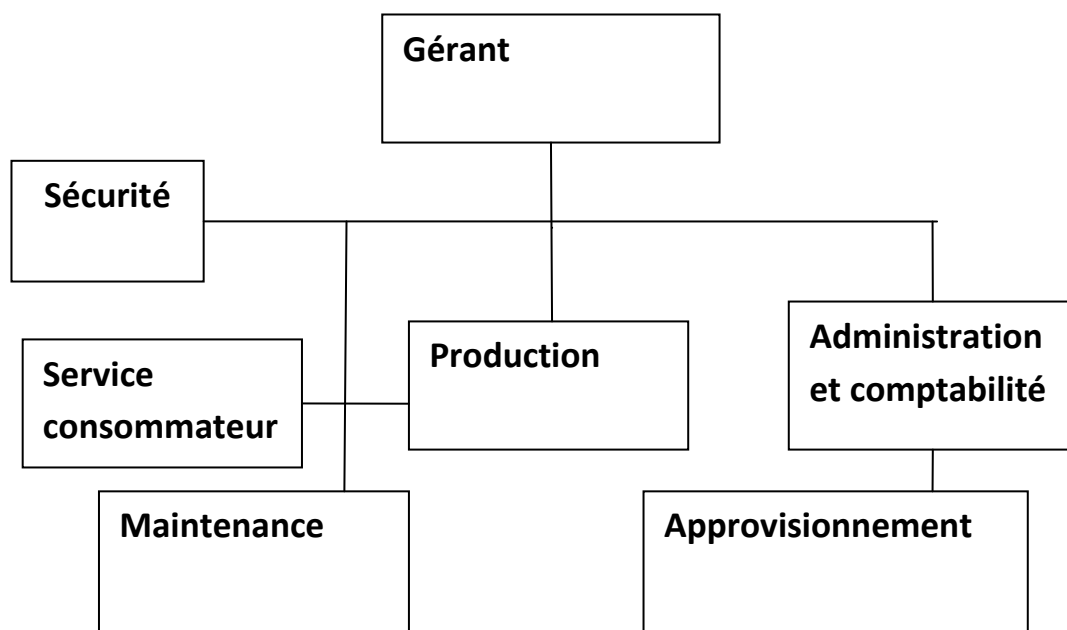 Gérant
Sécurité
Service
consommateur
Production
Administration
et comptabilité
Maintenance
Approvisionnement